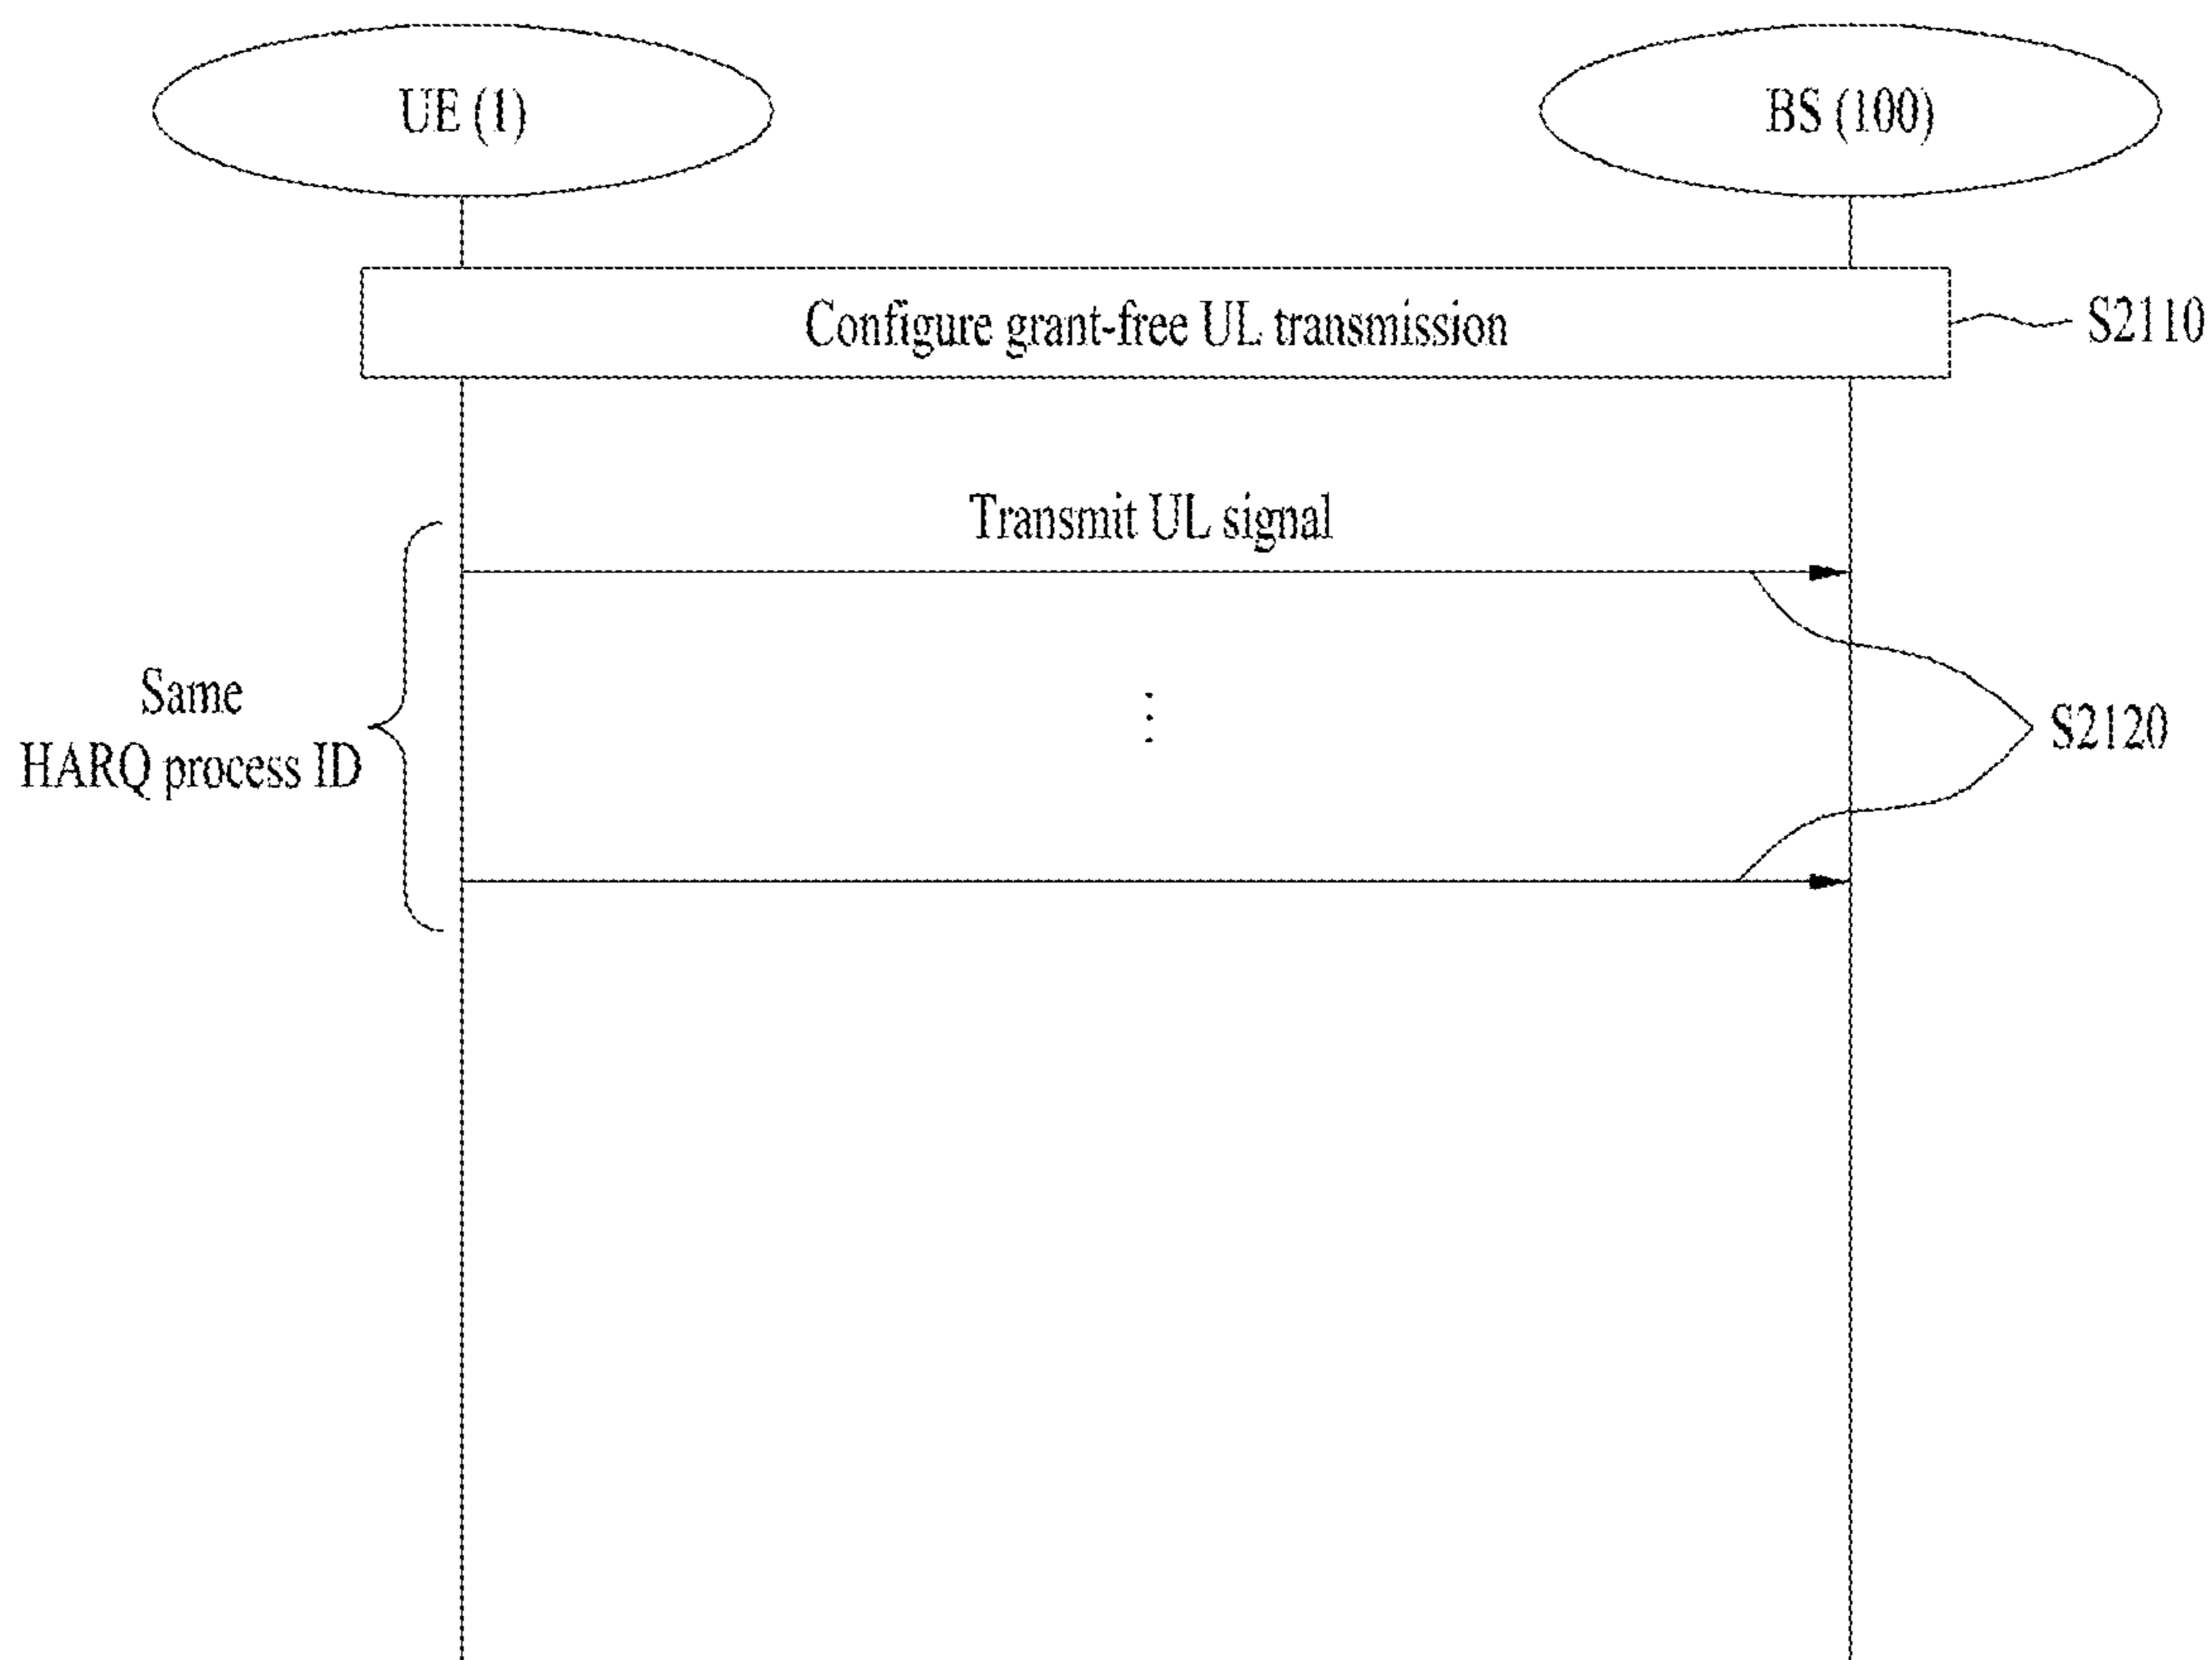 UE (1)
BS (100)
Configure grant-free UL transmission
S2110
Transmit UL signal
Same
HARQ process ID
S2120